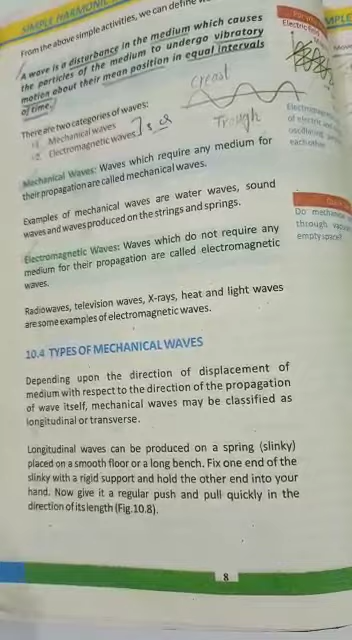 SIMPLE HARMONIC
From the above simple activities, we can define
A wave is a disturbance in the medium which causes
the particles of the medium to undergo vibratory
motion about their mean position in equal intervals
of time.
There are two categories of waves:
Mechanical waves
Electromagnetic waves
Crest
Trough
Mechanical Waves: Waves which require any medium for
their propagation are called mechanical waves.
Examples of mechanical waves are water waves, sound
waves and waves produced on the strings and springs.
Electromagnetic Waves: Waves which do not require any
medium for their propagation are called electromagnetic
waves.
Radiowaves, television waves, X-rays, heat and light waves
are some examples of electromagnetic waves.
10.4 TYPES OF MECHANICAL WAVES
Depending upon the direction of displacement of
medium with respect to the direction of the propagation
of wave itself, mechanical waves may be classified as
longitudinal or transverse.
Longitudinal waves can be produced on a spring (slinky)
placed on a smooth floor or a long bench. Fix one end of the
slinky with a rigid support and hold the other end into your
hand. Now give it a regular push and pull quickly in the
direction of its length (Fig.10.8).
8
Electric
of electric
oscillating
each other
Do mechanical
through
empty space?